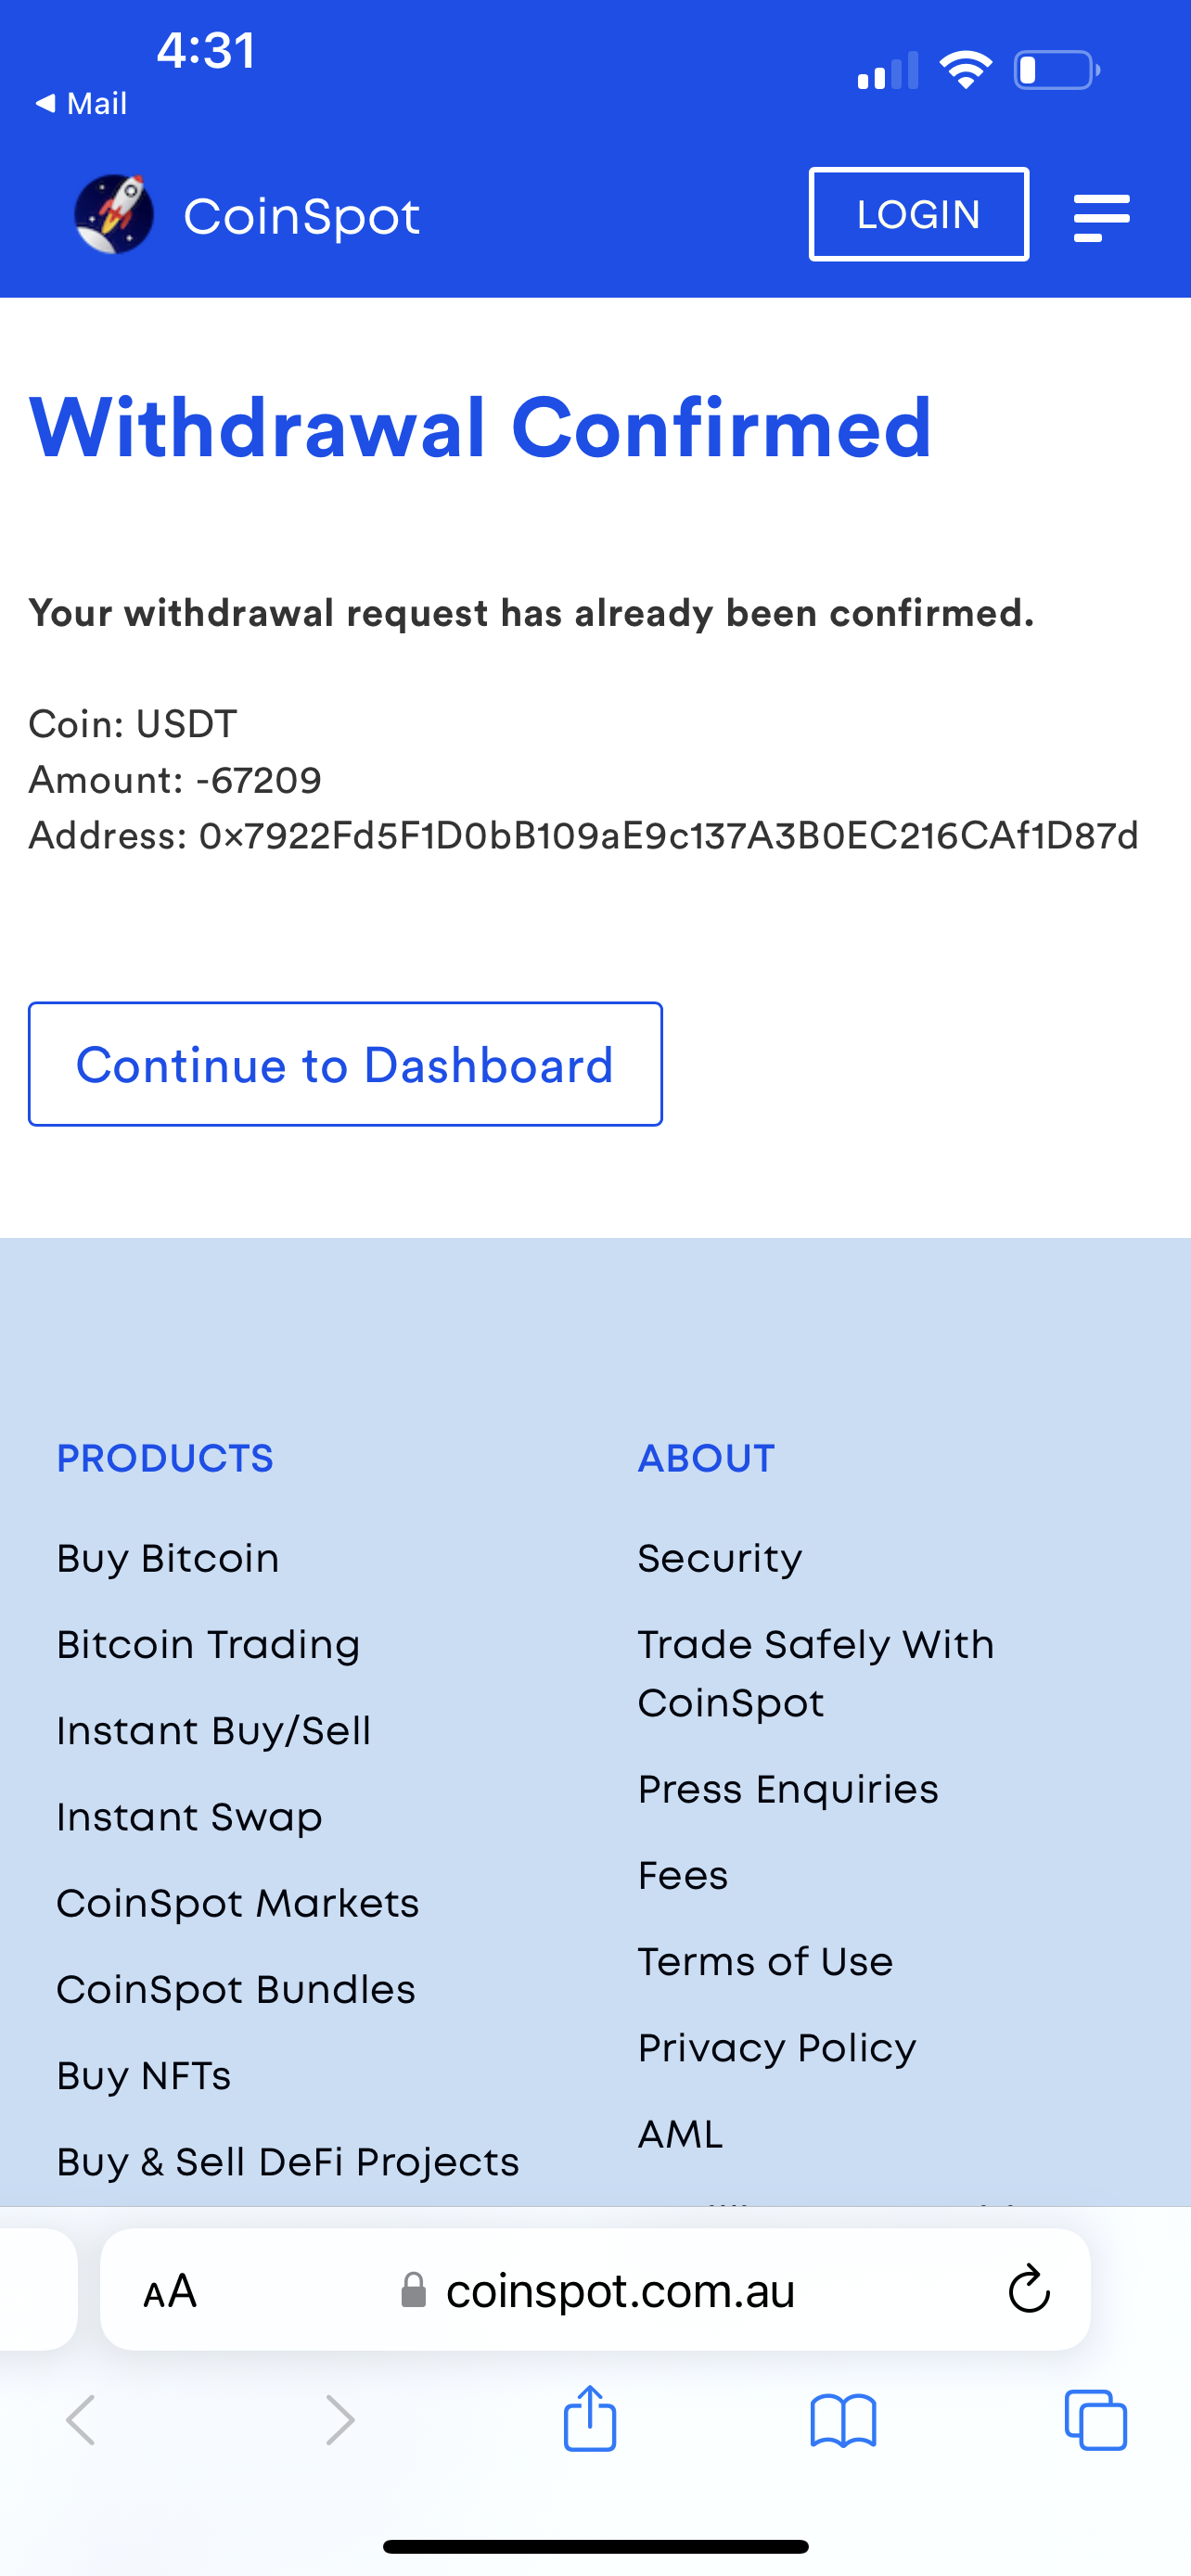 4:31
Mail
CoinSpot
LOGIN
Withdrawal Confirmed
Your withdrawal request has already been confirmed.
Coin: USDT
Amount: -67209
Address: 0x7922Fd5F1D0bB109aE9c137A3B0EC216CAf1D87d
Continue to Dashboard
PRODUCTS
Buy Bitcoin
Bitcoin Trading
Instant Buy/Sell
Instant Swap
CoinSpot Markets
CoinSpot Bundles
Buy NFTs
Buy & Sell DeFi Projects
ABOUT
Security
Trade Safely With
CoinSpot
Press Enquiries
Fees
Terms of Use
Privacy Policy
AML
AA
coinspot.com.au